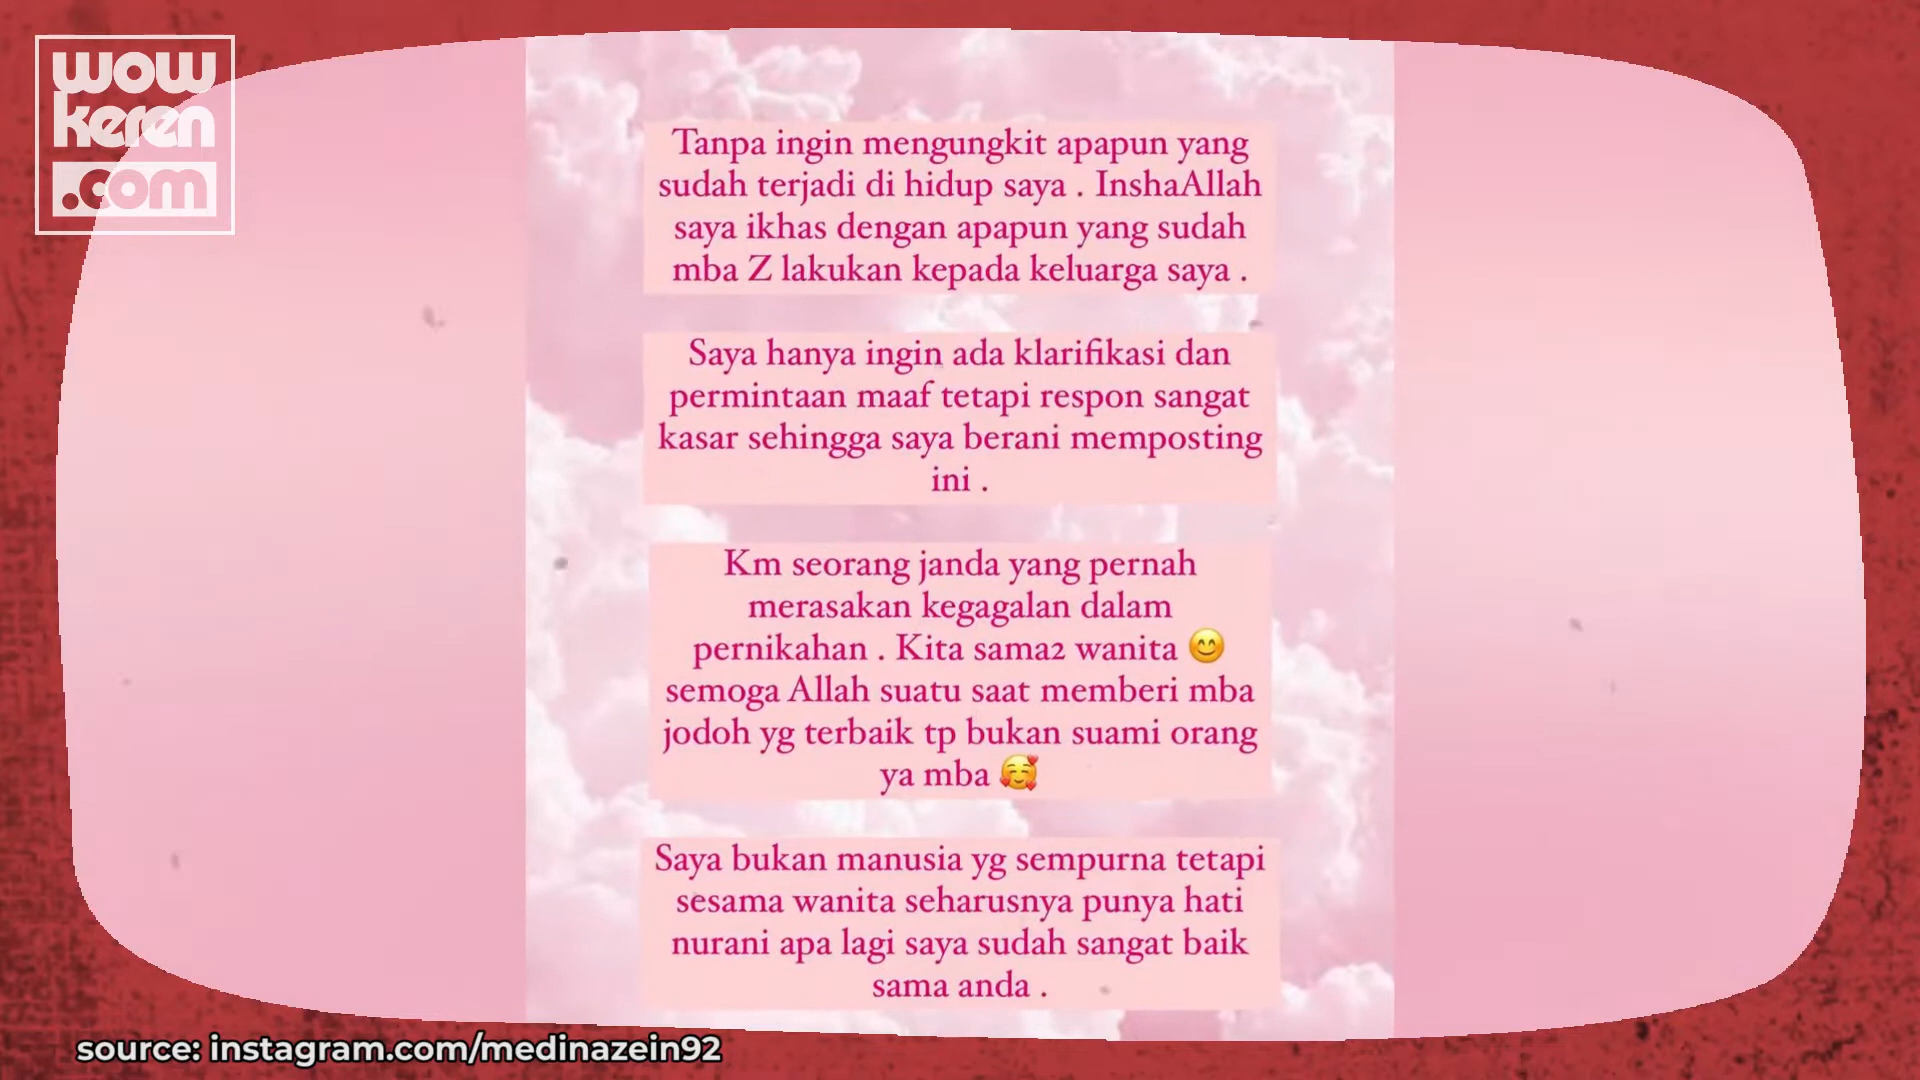 wow
keren
.com
Tanpa ingin mengungkit apapun yang
sudah terjadi di hidup saya . InshaAllah
saya ikhas dengan apapun yang sudah
mba Z lakukan kepada keluarga saya .
Saya hanya ingin ada klarifikasi dan
permintaan maaf tetapi respon sangat
kasar sehingga saya berani memposting
ini .
Km seorang janda yang pernah
merasakan kegagalan dalam
pernikahan . Kita sama2 wanita 😊
semoga Allah suatu saat memberi mba
jodoh yg terbaik tp bukan suami orang
ya mba 🥰
Saya bukan manusia yg sempurna tetapi
sesama wanita seharusnya punya hati
nurani apa lagi saya sudah sangat baik
sama anda .
source: instagram.com/medinazein92